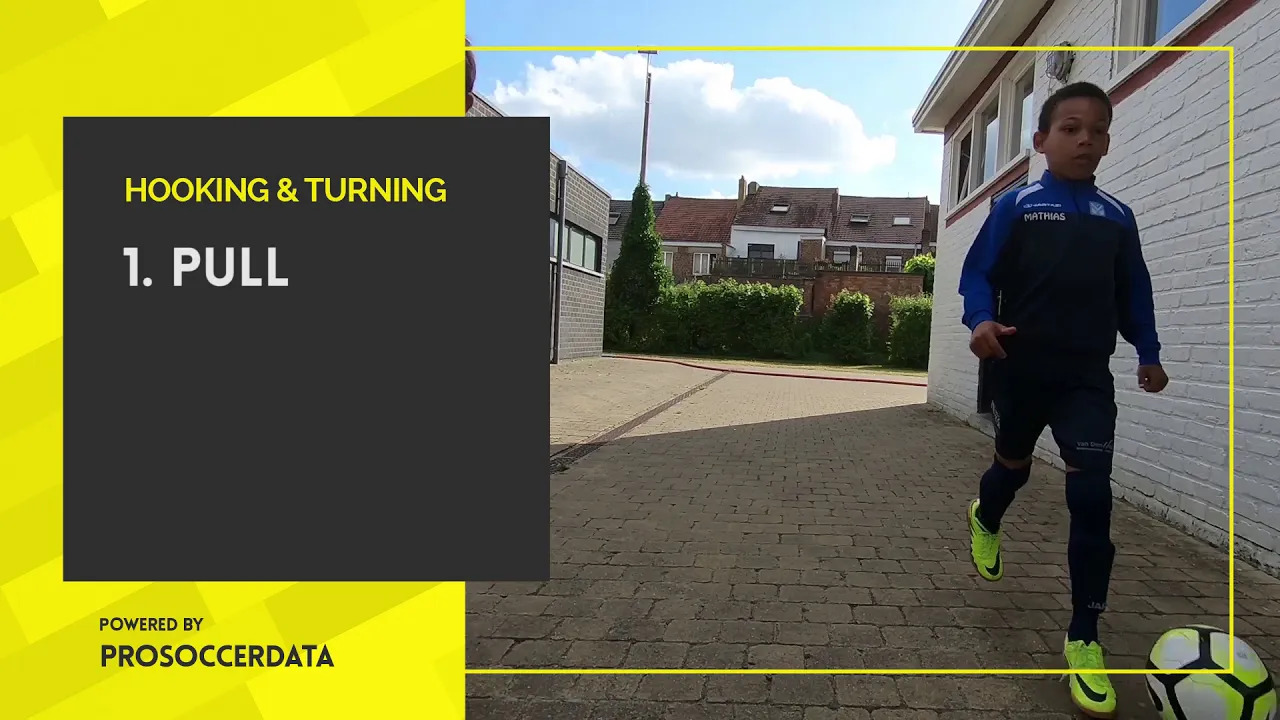 HOOKING & TURNING
1. PULL
POWERED BY
PROSOCCERDATA
MATHIAS